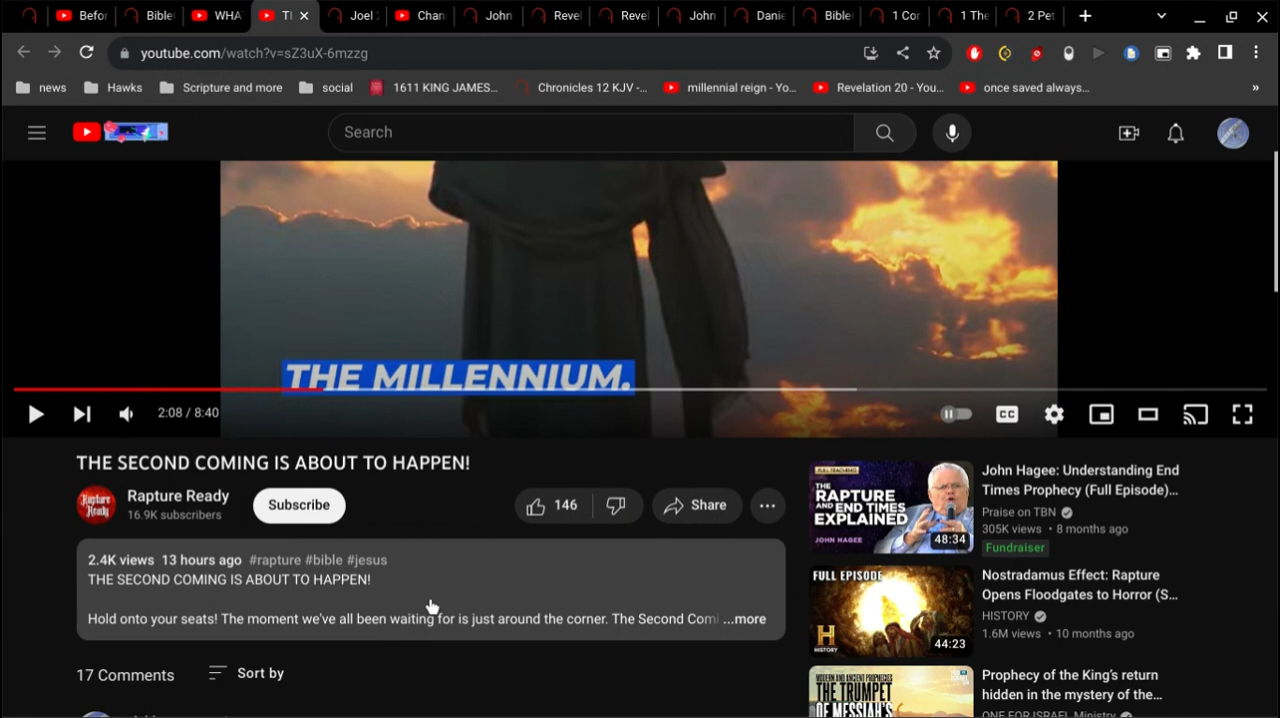 Befor
Bible
WHA
Tl
Joel 2
Chan
John
Revel
Revel
John
Danie
Bible
1 Cor
1 The
2 Pet
youtube.com/watch?v=sZ3uX-6mzzg
news
Hawks
Scripture and more
social
1611 KING JAMES...
Chronicles 12 KJV -...
millennial reign - Yo...
Revelation 20 - You...
once saved always...
»
Search
THE MILLENNIUM.
2:08 / 8:40
CC
THE SECOND COMING IS ABOUT TO HAPPEN!
Rapture Ready
Rapture Ready
16.9K subscribers
Subscribe
146
Share
2.4K views 13 hours ago #rapture #bible #jesus
THE SECOND COMING IS ABOUT TO HAPPEN!
Hold onto your seats! The moment we've all been waiting for is just around the corner. The Second Comi ...more
17 Comments
Sort by
FULL TEACHING
THE
RAPTURE
AND END TIMES
EXPLAINED
JOHN HAGEE
48:34
John Hagee: Understanding End
Times Prophecy (Full Episode)...
Praise on TBN
305K views • 8 months ago
Fundraiser
FULL EPISODE
H
HISTORY
44:23
Nostradamus Effect: Rapture
Opens Floodgates to Horror (S...
HISTORY
1.6M views • 10 months ago
MODERN AND ANCIENT PROPHECIES
THE TRUMPET
OF MESSIAH'S
Prophecy of the King's return
hidden in the mystery of the...
ONE FOR ISRAEL Ministry